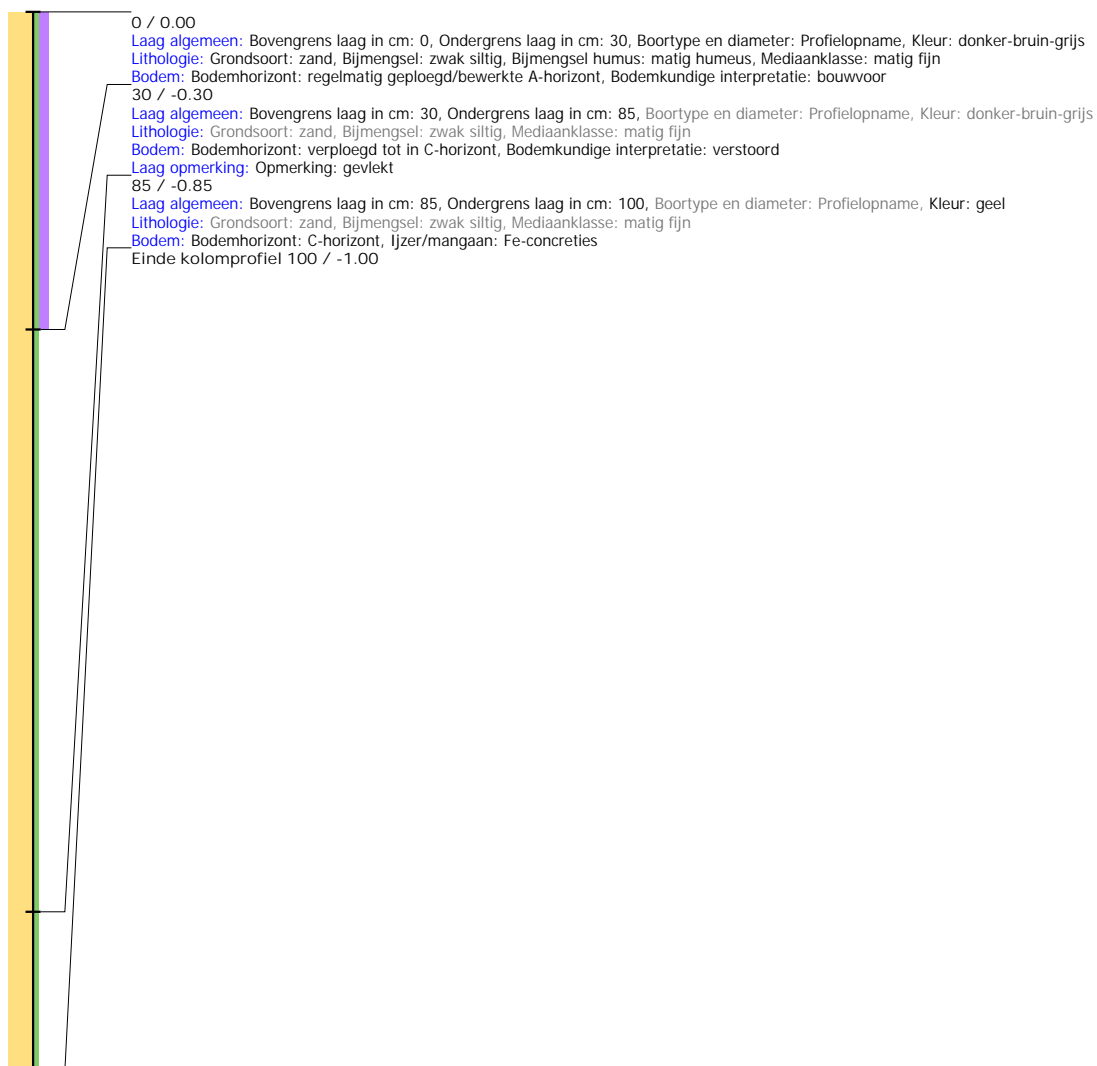 0 / 0.00
Laag algemeen: Bovengrens laag in cm: 0, Ondergrens laag in cm: 30, Boortype en diameter: Profielopname, Kleur: donker-bruin-grijs
Lithologie: Grondsoort: zand, Bijmengsel: zwak siltig, Bijmengsel humus: matig humeus, Mediaanklasse: matig fijn
Bodem: Bodemhorizont: regelmatig geploegd/bewerkte A-horizont, Bodemkundige interpretatie: bouwvoor
30 / -0.30
Laag algemeen: Bovengrens laag in cm: 30, Ondergrens laag in cm: 85, Boortype en diameter: Profielopname, Kleur: donker-bruin-grijs
Lithologie: Grondsoort: zand, Bijmengsel: zwak siltig, Mediaanklasse: matig fijn
Bodem: Bodemhorizont: verploegd tot in C-horizont, Bodemkundige interpretatie: verstoord
Laag opmerking: Opmerking: gevlekt
85 / -0.85
Laag algemeen: Bovengrens laag in cm: 85, Ondergrens laag in cm: 100, Boortype en diameter: Profielopname, Kleur: geel
Lithologie: Grondsoort: zand, Bijmengsel: zwak siltig, Mediaanklasse: matig fijn
Bodem: Bodemhorizont: C-horizont, Ijzer/mangaan: Fe-concreties
Einde kolomprofiel 100 / -1.00